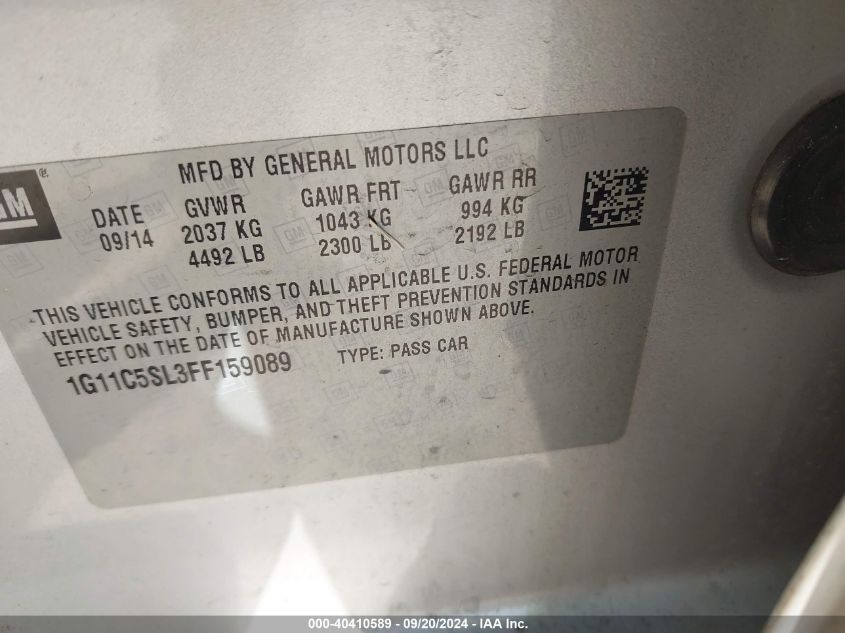 GM®
MFD BY GENERAL MOTORS LLC
DATE GVWR GAWR FRT GAWR RR
09/14 2037 KG 1043 KG 994 KG
4492 LB 2300 LB 2192 LB
THIS VEHICLE CONFORMS TO ALL APPLICABLE U.S. FEDERAL MOTOR
VEHICLE SAFETY, BUMPER, AND THEFT PREVENTION STANDARDS IN
EFFECT ON THE DATE OF MANUFACTURE SHOWN ABOVE.
1G11C5SL3FF159089 TYPE: PASS CAR
000-40410589 - 09/20/2024 - IAA Inc.